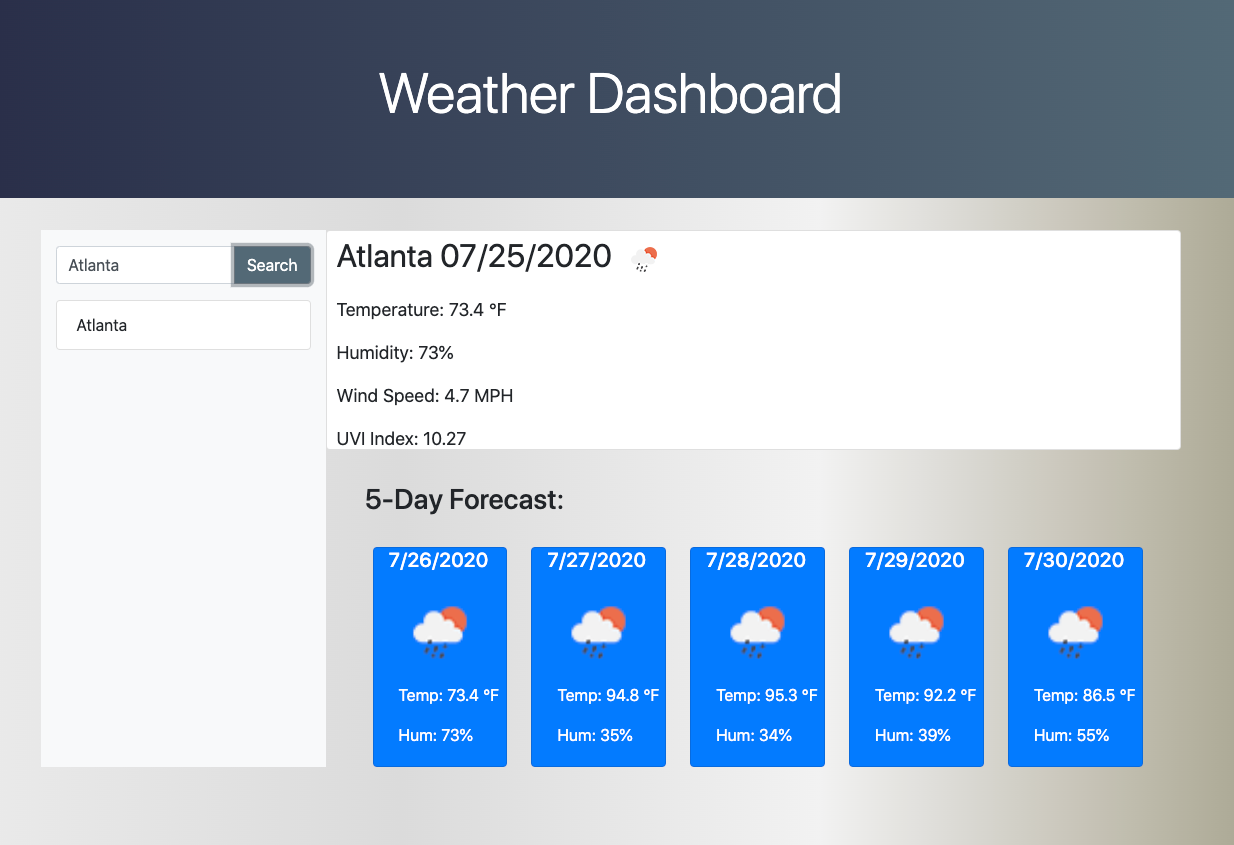 Weather Dashboard
Atlanta
Search
Atlanta
Atlanta 07/25/2020
Temperature: 73.4 °F
Humidity: 73%
Wind Speed: 4.7 MPH
UVI Index: 10.27
5-Day Forecast:
7/26/2020
Temp: 73.4 °F
Hum: 73%
7/27/2020
Temp: 94.8 °F
Hum: 35%
7/28/2020
Temp: 95.3 °F
Hum: 34%
7/29/2020
Temp: 92.2 °F
Hum: 39%
7/30/2020
Temp: 86.5 °F
Hum: 55%